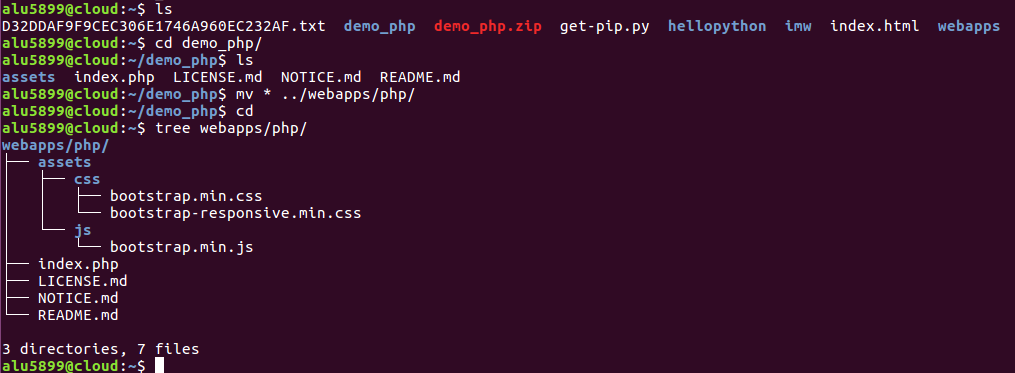 alu5899@cloud:~$ ls
D32DDAF9F9CEC306E1746A960EC232AF.txt  demo_php  demo_php.zip  get-pip.py  hellopython  imw  index.html  webapps
alu5899@cloud:~$ cd demo_php/
alu5899@cloud:~/demo_php$ ls
assets  index.php  LICENSE.md  NOTICE.md  README.md
alu5899@cloud:~/demo_php$ mv * ../webapps/php/
alu5899@cloud:~/demo_php$ cd
alu5899@cloud:~$ tree webapps/php/
webapps/php/
├── assets
│   ├── css
│   │   ├── bootstrap.min.css
│   │   └── bootstrap-responsive.min.css
│   └── js
│       └── bootstrap.min.js
├── index.php
├── LICENSE.md
├── NOTICE.md
└── README.md
3 directories, 7 files
alu5899@cloud:~$